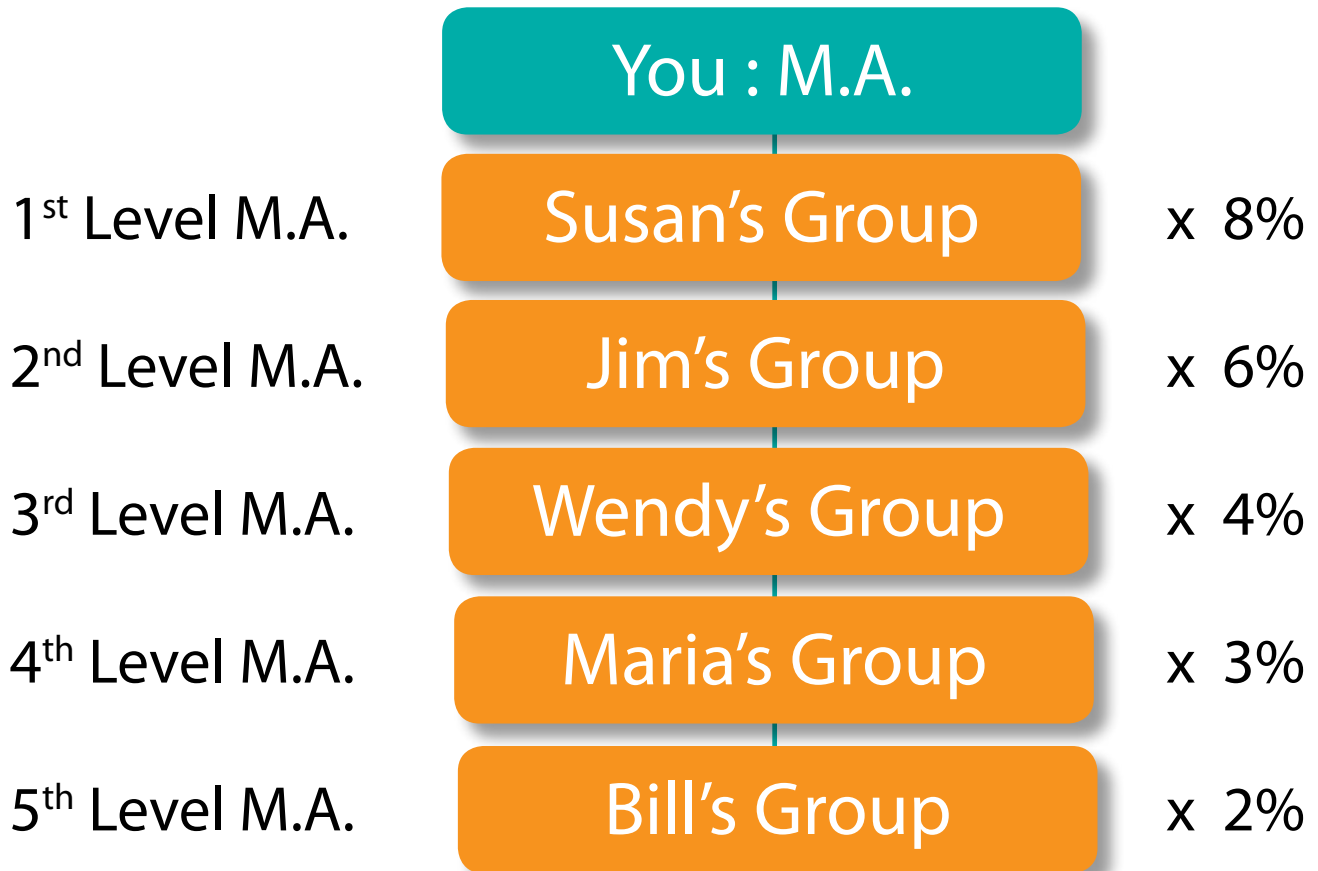 You : M.A.
1st Level M.A. Susan’s Group x 8%
2nd Level M.A. Jim’s Group x 6%
3rd Level M.A. Wendy’s Group x 4%
4th Level M.A. Maria’s Group x 3%
5th Level M.A. Bill’s Group x 2%